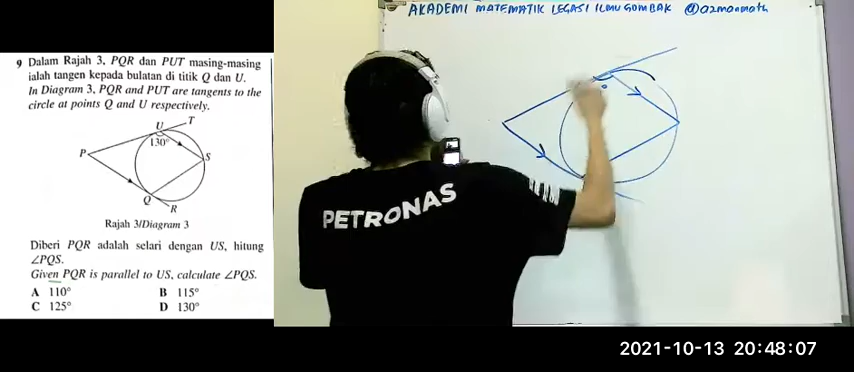 AKADEMI MATEMATIK LEGASI ILMU GOMBAK @azmanmath
9 Dalam Rajah 3, PQR dan PUT masing-masing
ialah tangen kepada bulatan di titik Q dan U.
In Diagram 3, PQR and PUT are tangents to the
circle at points Q and U respectively.
U T
130°
P S
Q
R
Rajah 3/Diagram 3
Diberi PQR adalah selari dengan US, hitung
∠PQS.
Given PQR is parallel to US, calculate ∠PQS.
A 110° B 115°
C 125° D 130°
PETRONAS
2021-10-13 20:48:07